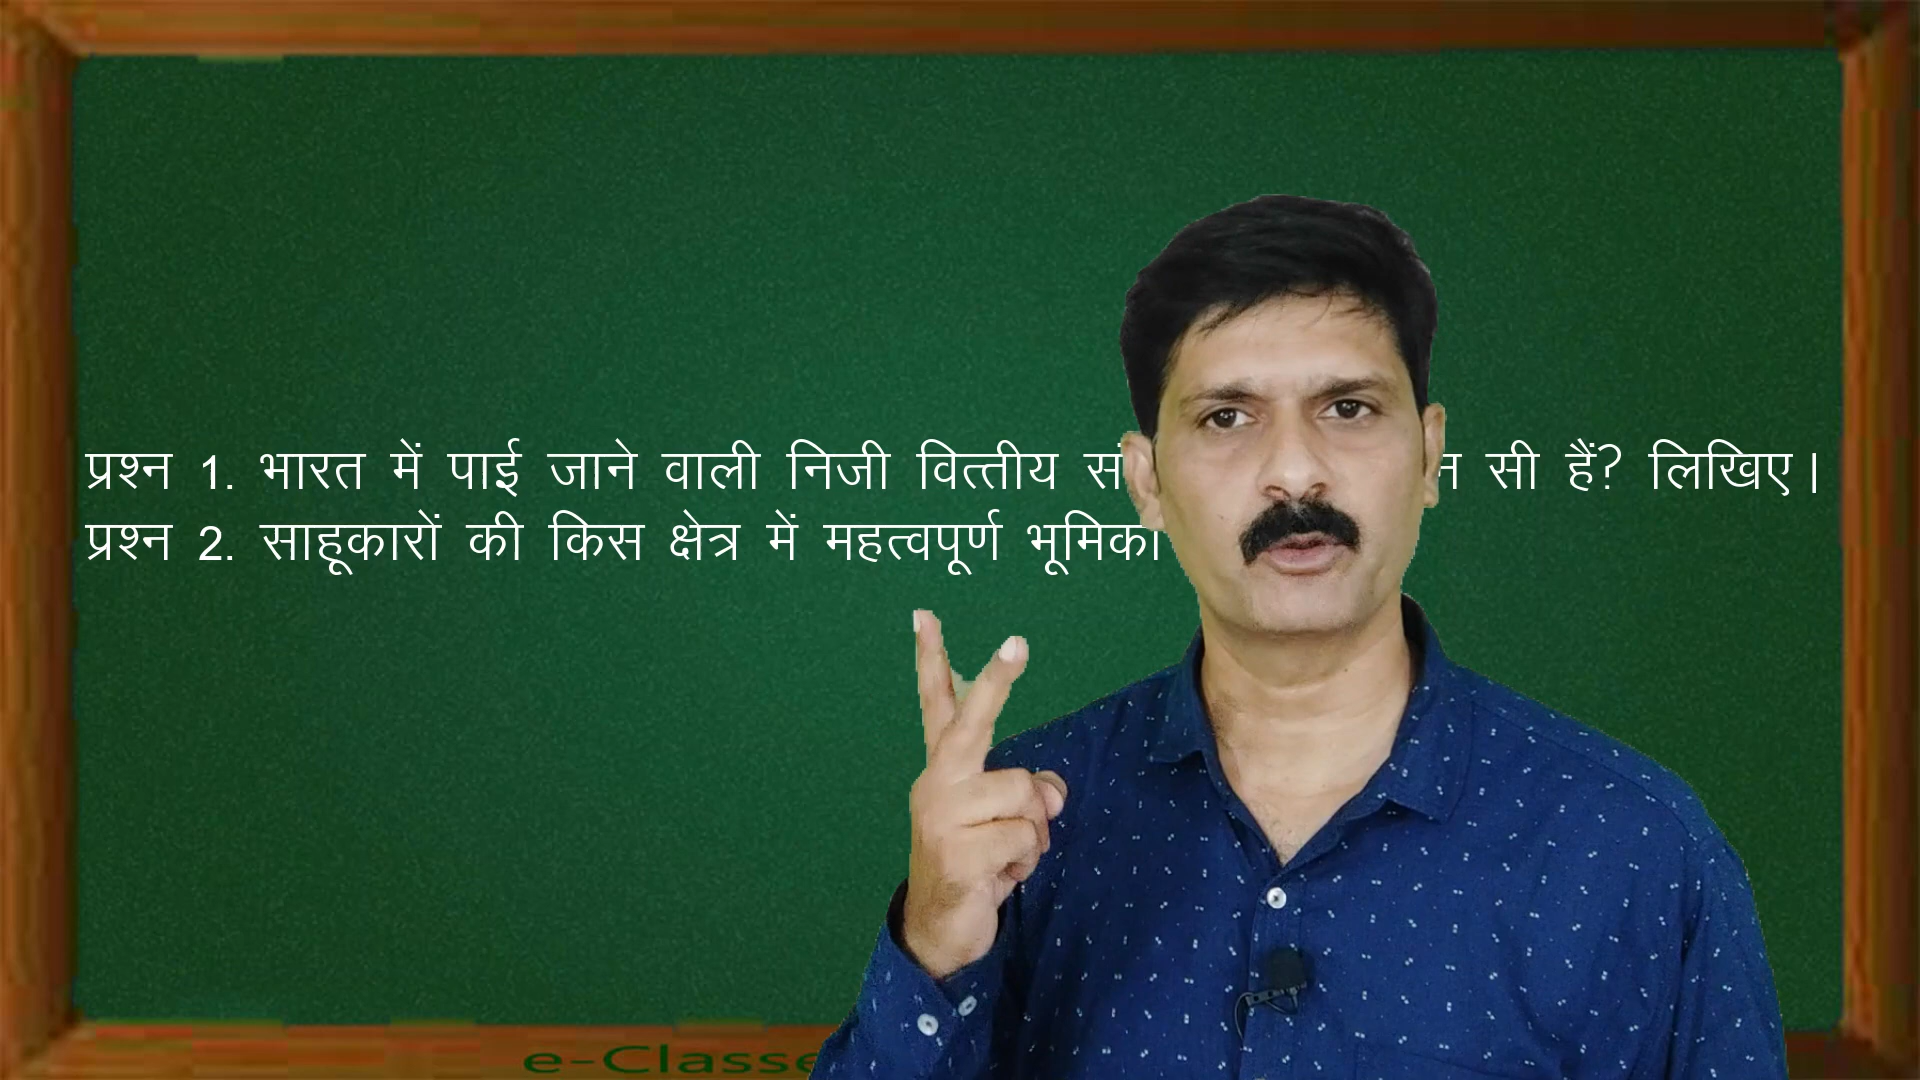 प्रश्न 1. भारत में पाई जाने वाली निजी वित्तीय सी हैं? लिखिए।
प्रश्न 2. साहूकारों की किस क्षेत्र में महत्वपूर्ण भूमिका
e-Classe